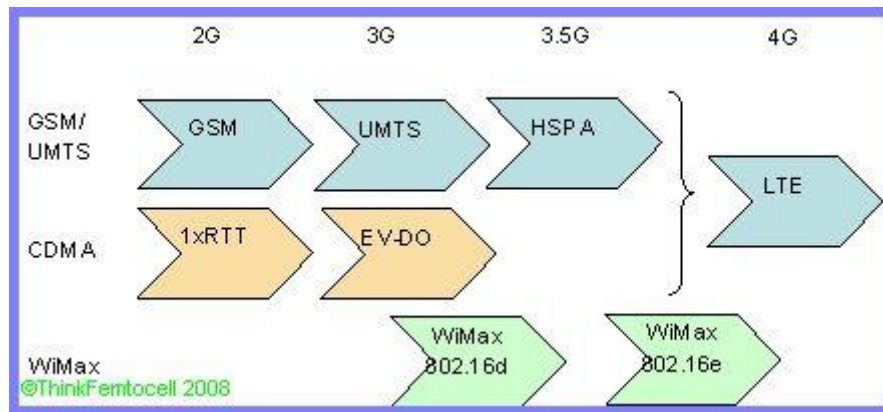 2G 3G 3.5G 4G
GSM/
UMTS
GSM UMTS HSPA
LTE
CDMA
1xRTT EV-DO
WiMax
WiMax
802.16d
WiMax
802.16e
©ThinkFemtocell 2008